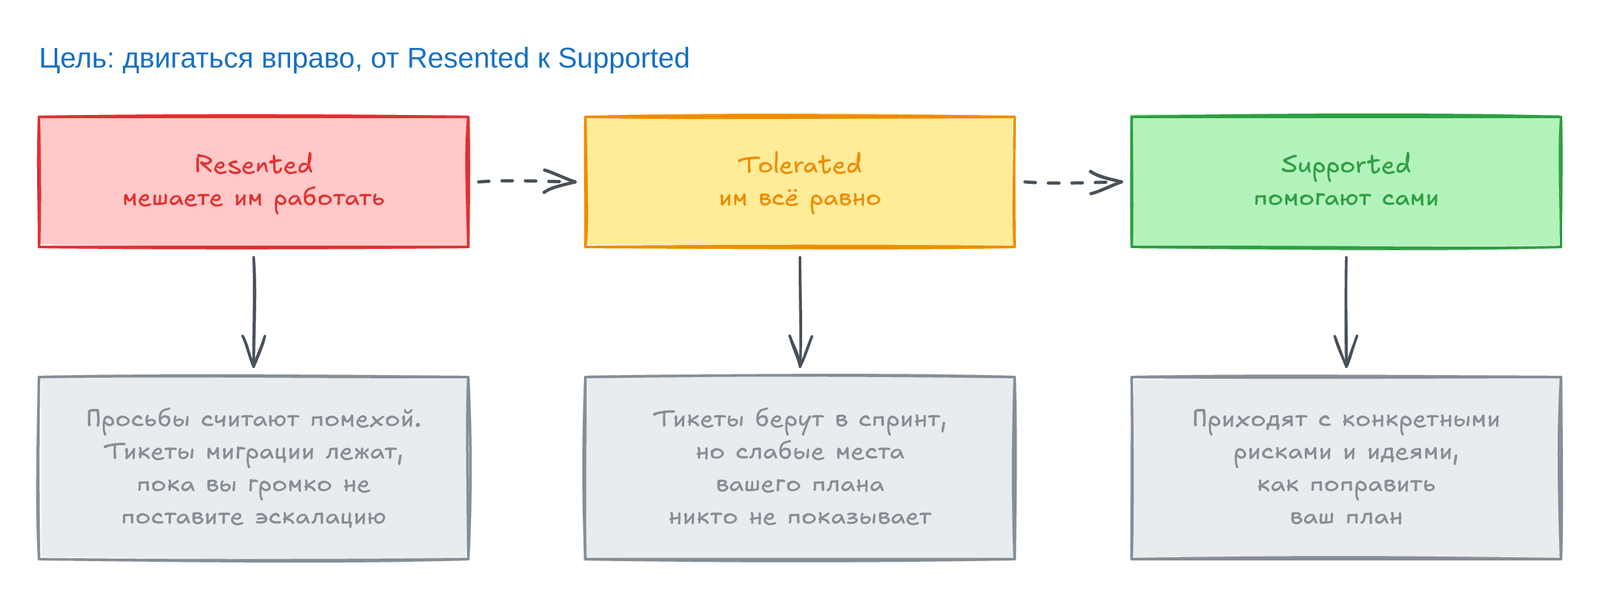 Цель: двигаться вправо, от Resented к Supported
Resented
мешаете им работать
Tolerated
им всё равно
Supported
помогают сами
Просьбы считают помехой.
Тикеты миграции лежат,
пока вы громко не
поставите эскалацию
Тикеты берут в спринт,
но слабые места
вашего плана
никто не показывает
Приходят с конкретными
рисками и идеями,
как поправить
ваш план